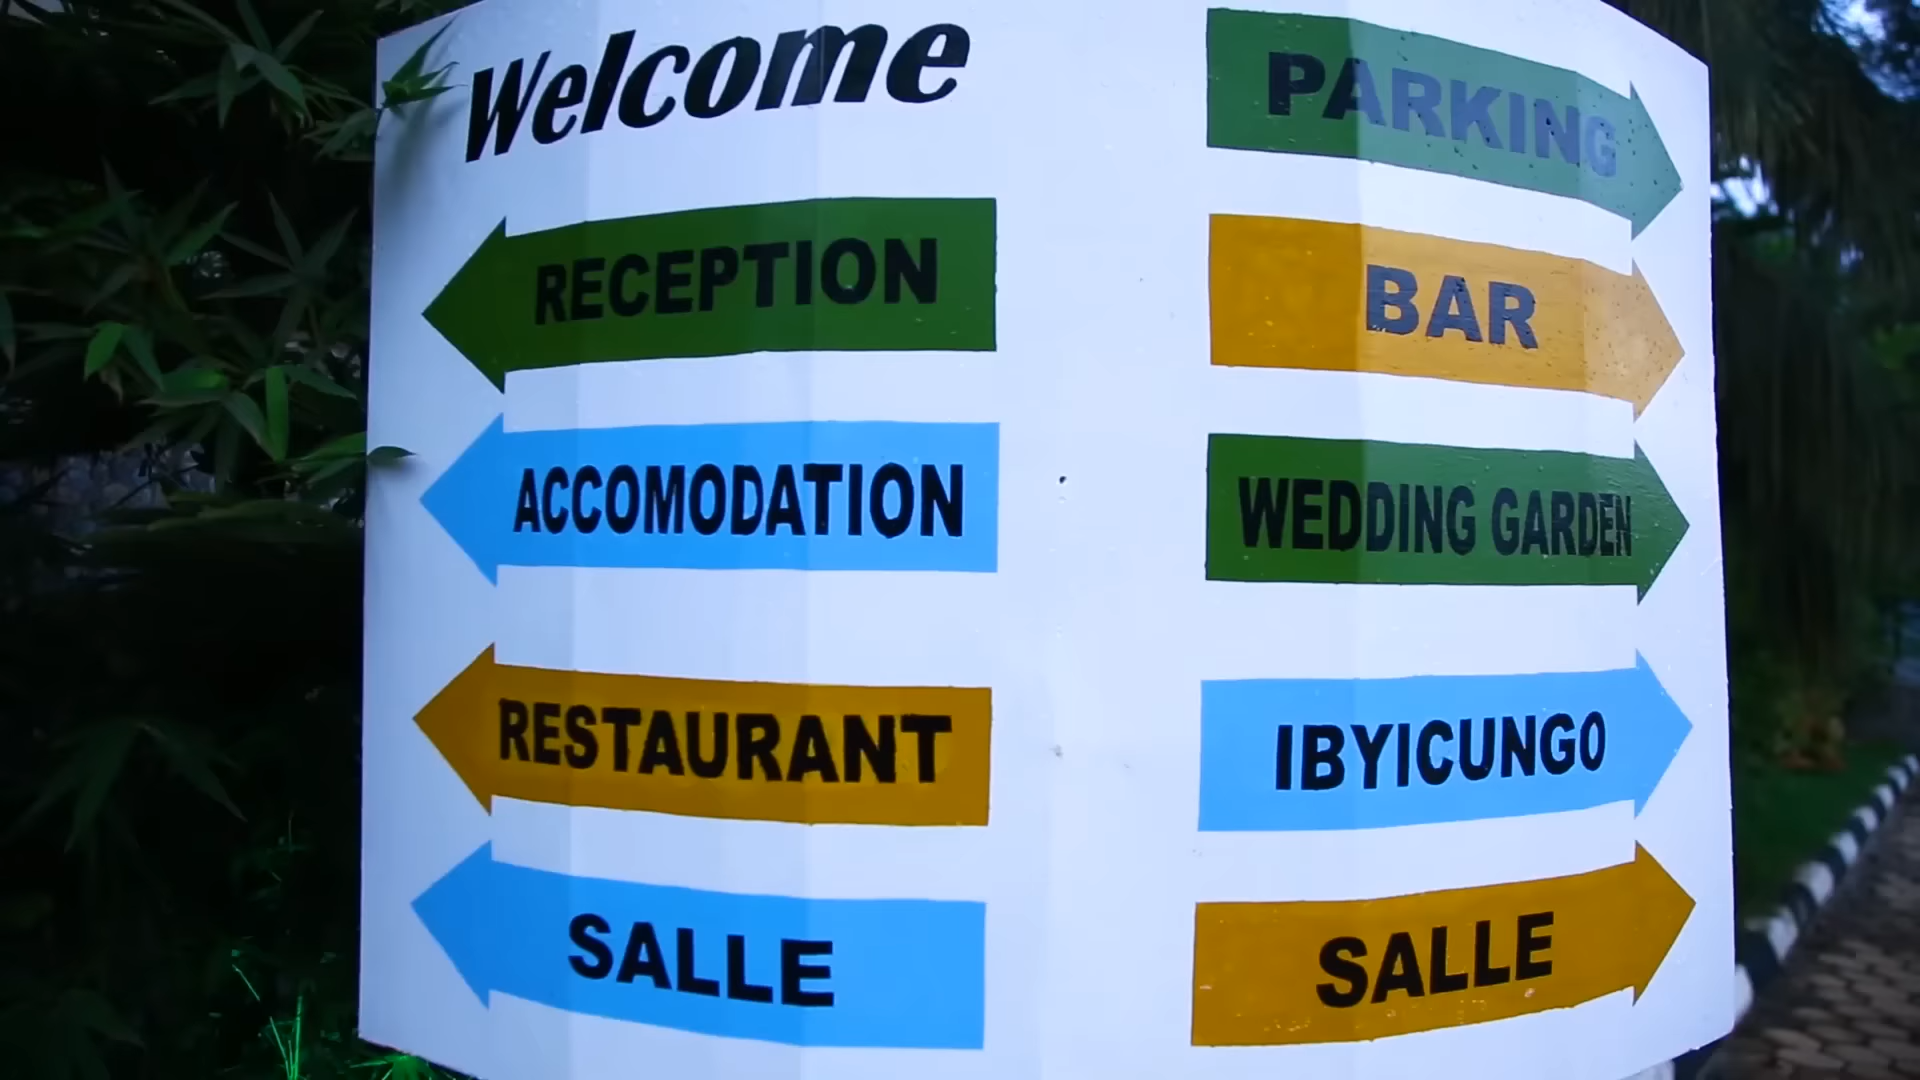 Welcome
RECEPTION
ACCOMODATION
RESTAURANT
SALLE
PARKING
BAR
WEDDING GARDEN
IBYICUNGO
SALLE